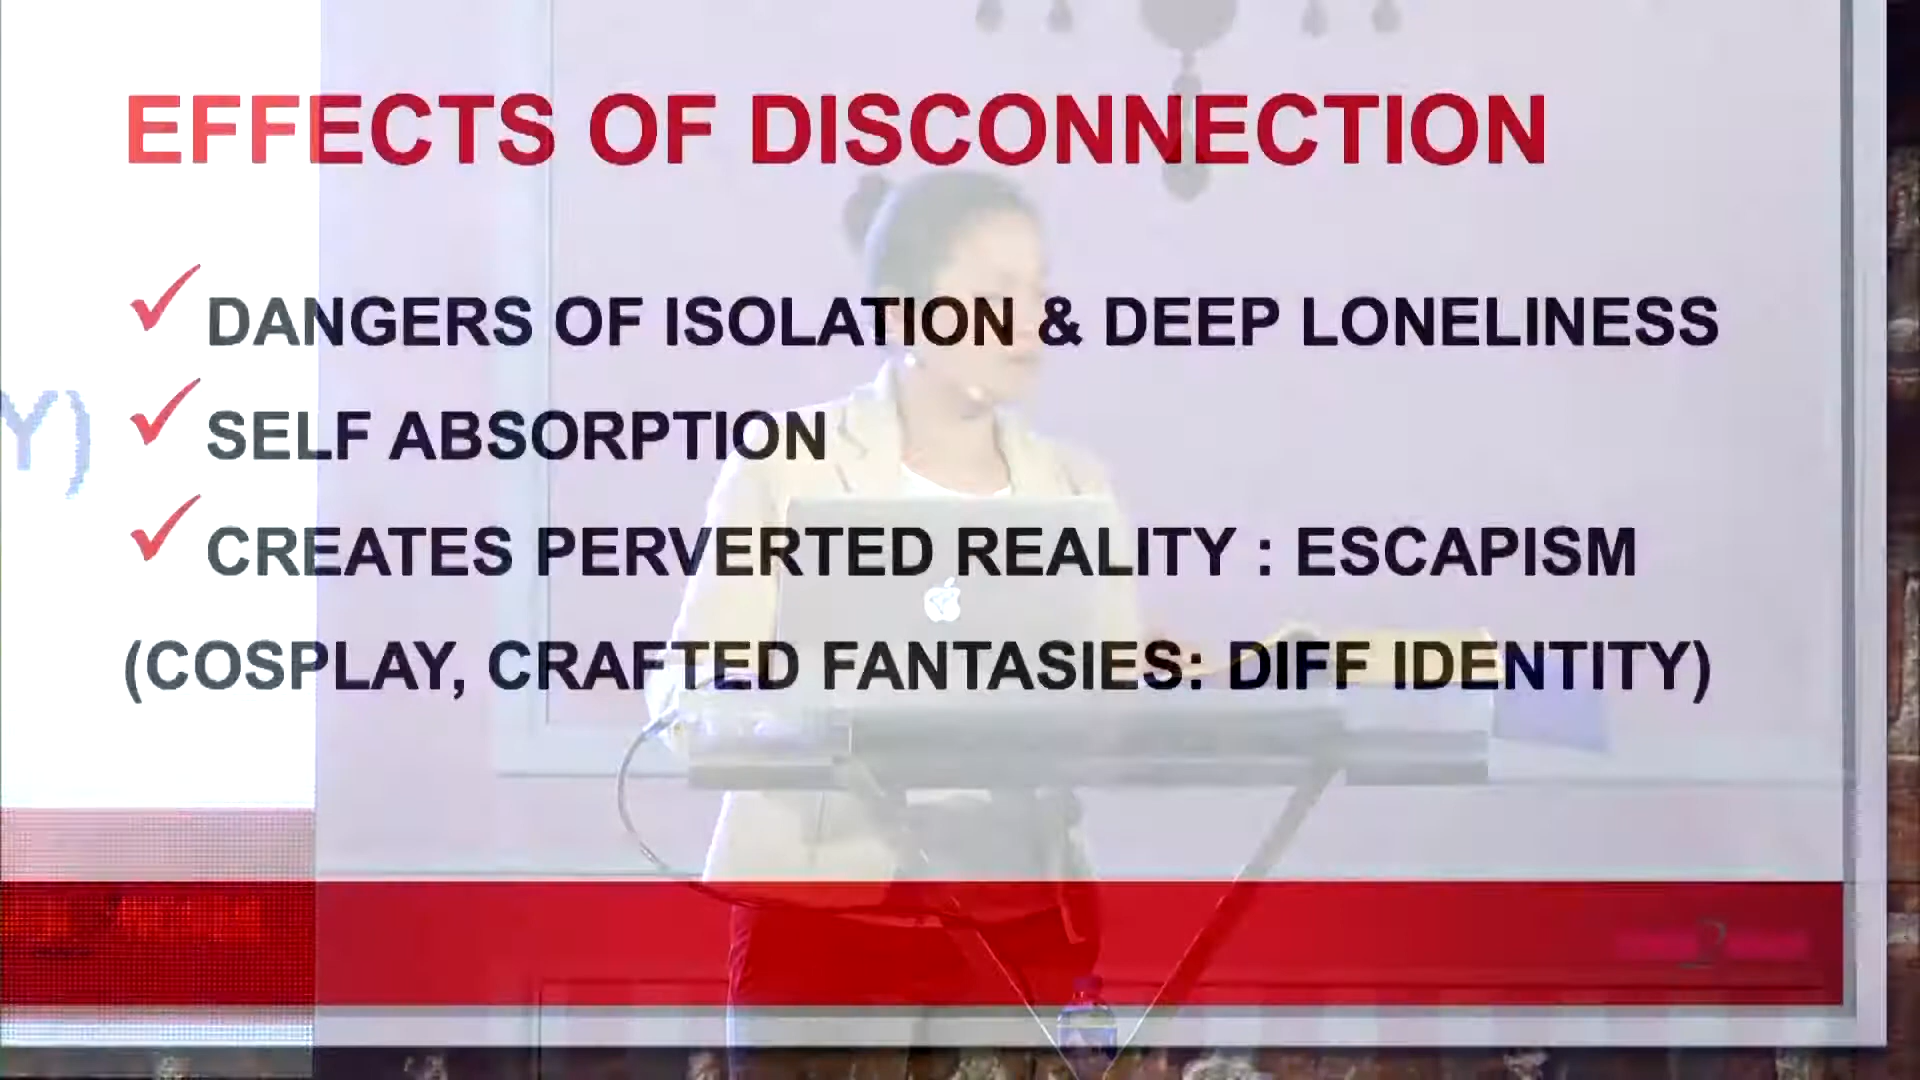 EFFECTS OF DISCONNECTION
DANGERS OF ISOLATION & DEEP LONELINESS
SELF ABSORPTION
CREATES PERVERTED REALITY : ESCAPISM
(COSPLAY, CRAFTED FANTASIES: DIFF IDENTITY)
Y)